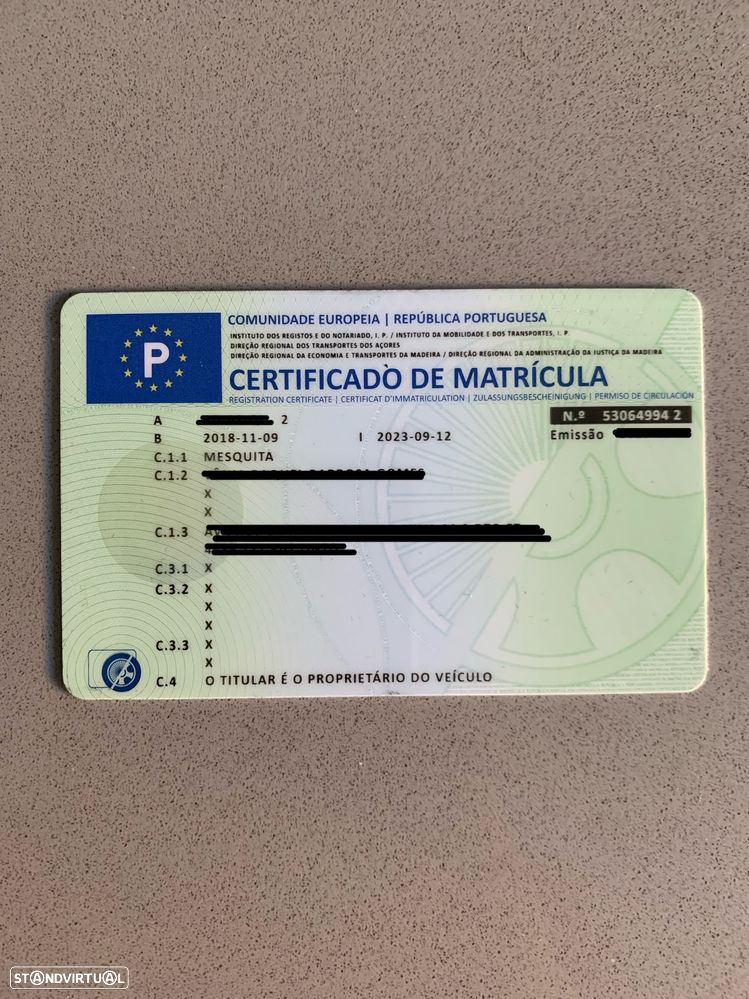 P
COMUNIDADE EUROPEIA | REPÚBLICA PORTUGUESA
INSTITUTO DOS REGISTOS E DO NOTARIADO, I. P. / INSTITUTO DA MOBILIDADE E DOS TRANSPORTES, I. P.
DIREÇÃO REGIONAL DOS TRANSPORTES DOS AÇORES
DIREÇÃO REGIONAL DA ECONOMIA E TRANSPORTES DA MADEIRA / DIREÇÃO REGIONAL DA ADMINISTRAÇÃO DA JUSTIÇA DA MADEIRA
CERTIFICADO DE MATRÍCULA
REGISTRATION CERTIFICATE | CERTIFICAT D'IMMATRICULATION | ZULASSUNGSBESCHEINIGUNG | PERMISO DE CIRCULACIÓN
A 2 N.º 53064994 2
B 2018-11-09 I 2023-09-12 Emissão
C.1.1 MESQUITA
C.1.2
X
X
C.1.3
C.3.1 X
C.3.2 X
X
X
C.3.3 X
X
C.4 O TITULAR É O PROPRIETÁRIO DO VEÍCULO
STANDVIRTUAL